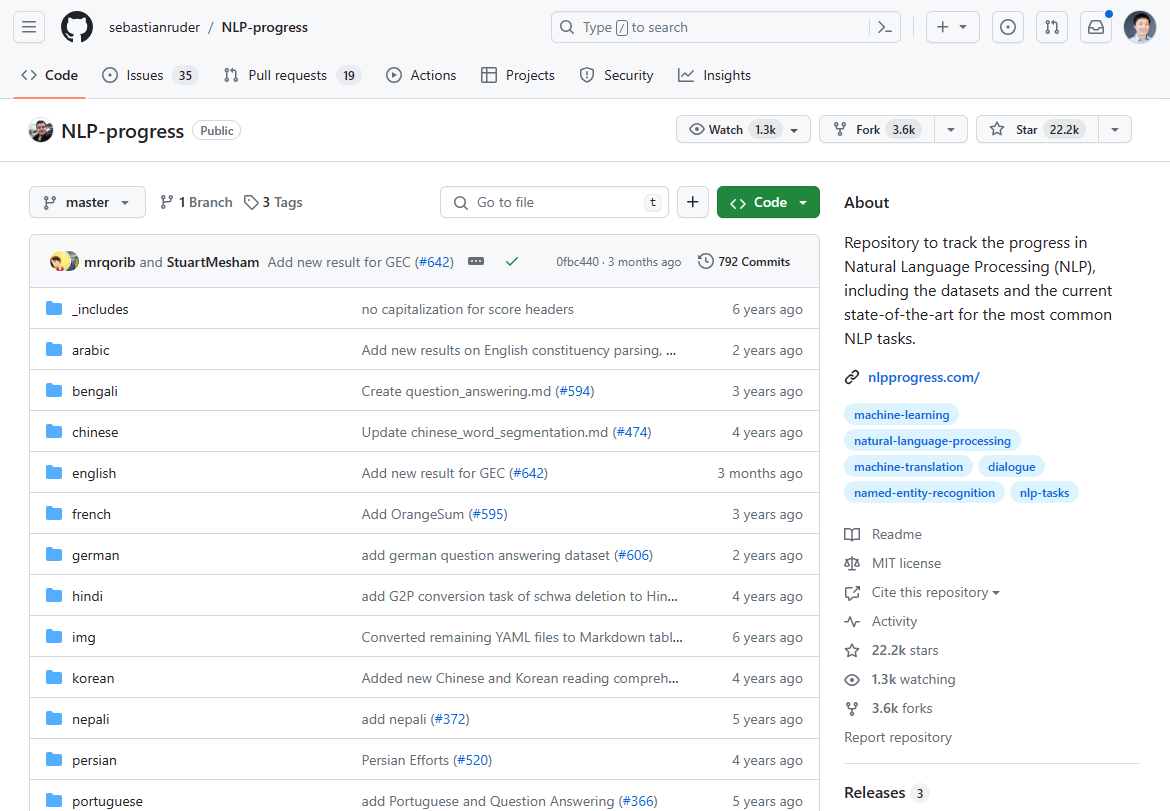 sebastianruder / NLP-progress
Type / to search
Code
Issues 35
Pull requests 19
Actions
Projects
Security
Insights
NLP-progress Public
Watch 1.3k
Fork 3.6k
Star 22.2k
master
1 Branch
3 Tags
Go to file t
Code
mrqorib and StuartMesham Add new result for GEC (#642) 0fbc440 · 3 months ago 792 Commits
_includes no capitalization for score headers 6 years ago
arabic Add new results on English constituency parsing, ... 2 years ago
bengali Create question_answering.md (#594) 3 years ago
chinese Update chinese_word_segmentation.md (#474) 4 years ago
english Add new result for GEC (#642) 3 months ago
french Add OrangeSum (#595) 3 years ago
german add german question answering dataset (#606) 2 years ago
hindi add G2P conversion task of schwa deletion to Hin... 4 years ago
img Converted remaining YAML files to Markdown tabl... 6 years ago
korean Added new Chinese and Korean reading compreh... 4 years ago
nepali add nepali (#372) 5 years ago
persian Persian Efforts (#520) 4 years ago
portuguese add Portuguese and Question Answering (#366) 5 years ago
About
Repository to track the progress in
Natural Language Processing (NLP),
including the datasets and the current
state-of-the-art for the most common
NLP tasks.
nlpprogress.com/
machine-learning
natural-language-processing
machine-translation dialogue
named-entity-recognition nlp-tasks
Readme
MIT license
Cite this repository
Activity
22.2k stars
1.3k watching
3.6k forks
Report repository
Releases 3